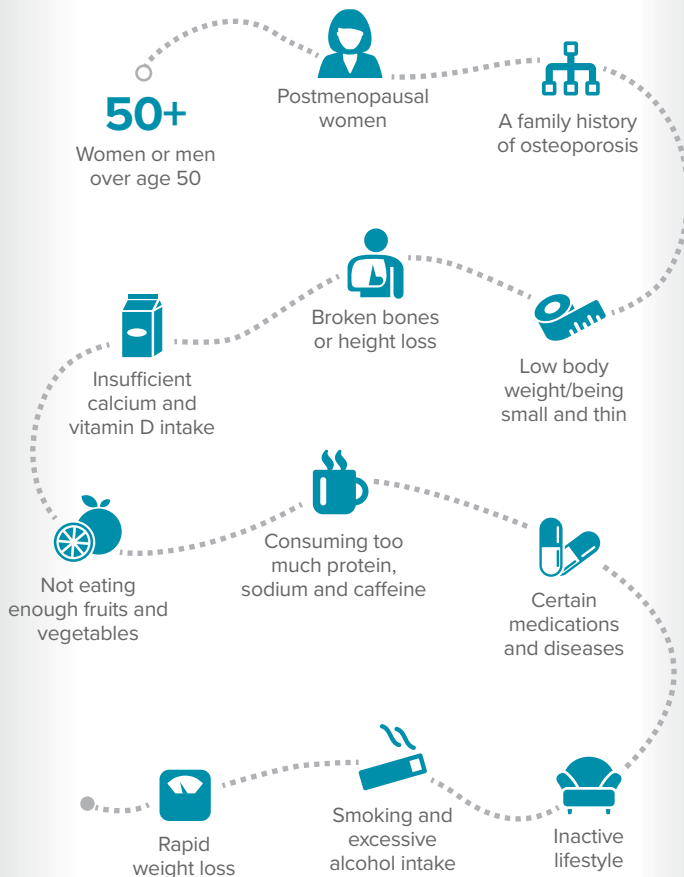 50+
Women or men
over age 50
Postmenopausal
women
A family history
of osteoporosis
Low body
weight/being
small and thin
Broken bones
or height loss
Insufficient
calcium and
vitamin D intake
Not eating
enough fruits and
vegetables
Consuming too
much protein,
sodium and caffeine
Certain
medications
and diseases
Inactive
lifestyle
Smoking and
excessive
alcohol intake
Rapid
weight loss